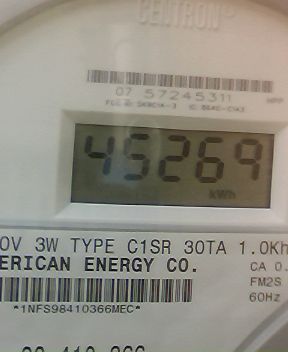 CENTRON®
07 57245311
45269
kWh
0V 3W TYPE C1SR 30TA 1.0Kh
ERICAN ENERGY CO.
CA 0.
FM2S
60Hz
*1NFS98410366MEC*